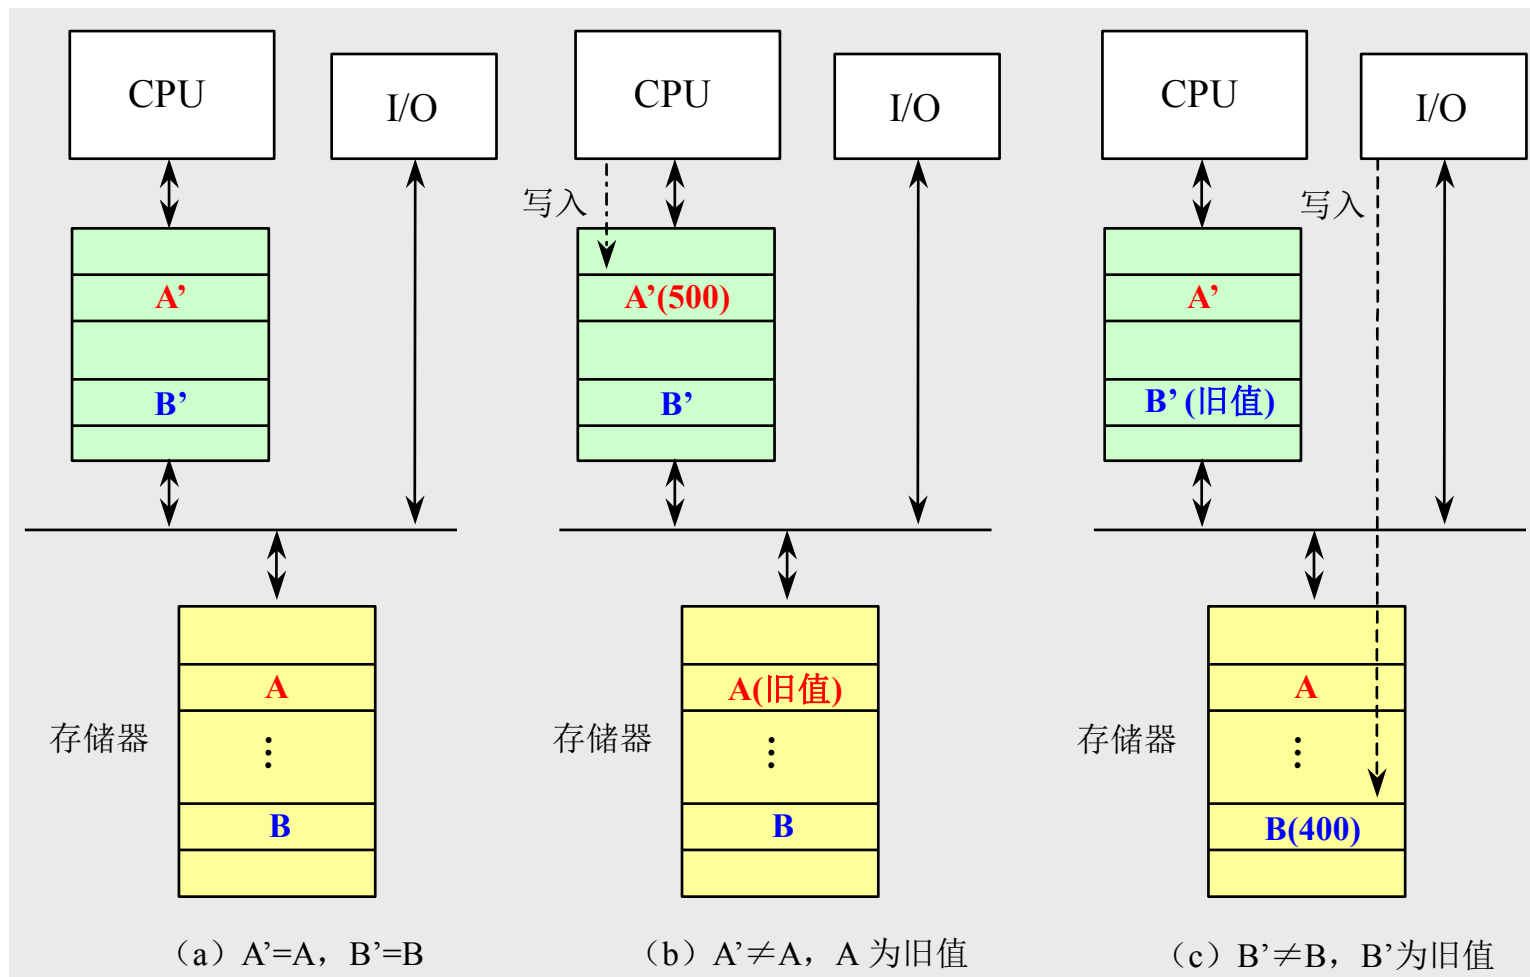 CPU
I/O
A’
B’
存储器
A
⋮
B
（a）A’=A，B’=B
CPU
I/O
写入
A’(500)
B’
存储器
A(旧值)
⋮
B
（b）A’≠A，A 为旧值
CPU
I/O
写入
A’
B’ (旧值)
存储器
A
⋮
B(400)
（c）B’≠B，B’为旧值